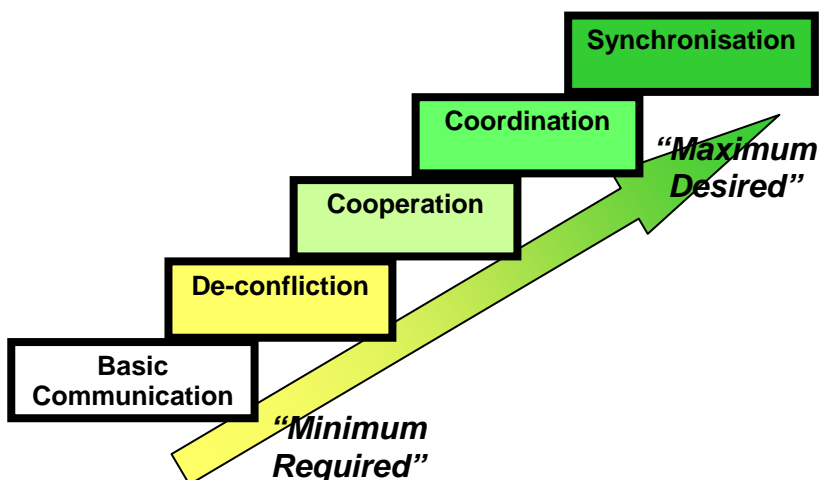 Synchronisation
Coordination
“Maximum
Desired”
Cooperation
De-confliction
Basic
Communication
“Minimum
Required”